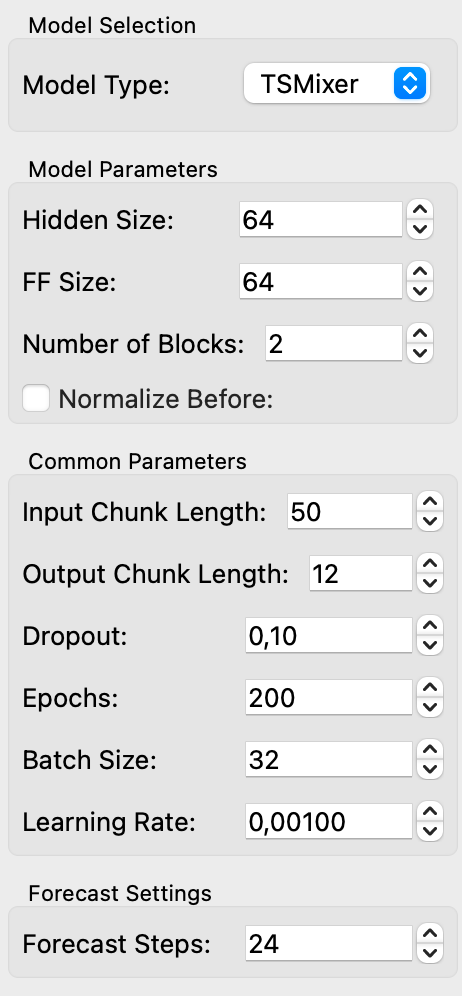 Model Selection
Model Type: TSMixer
Model Parameters
Hidden Size: 64
FF Size: 64
Number of Blocks: 2
Normalize Before:
Common Parameters
Input Chunk Length: 50
Output Chunk Length: 12
Dropout: 0,10
Epochs: 200
Batch Size: 32
Learning Rate: 0,00100
Forecast Settings
Forecast Steps: 24